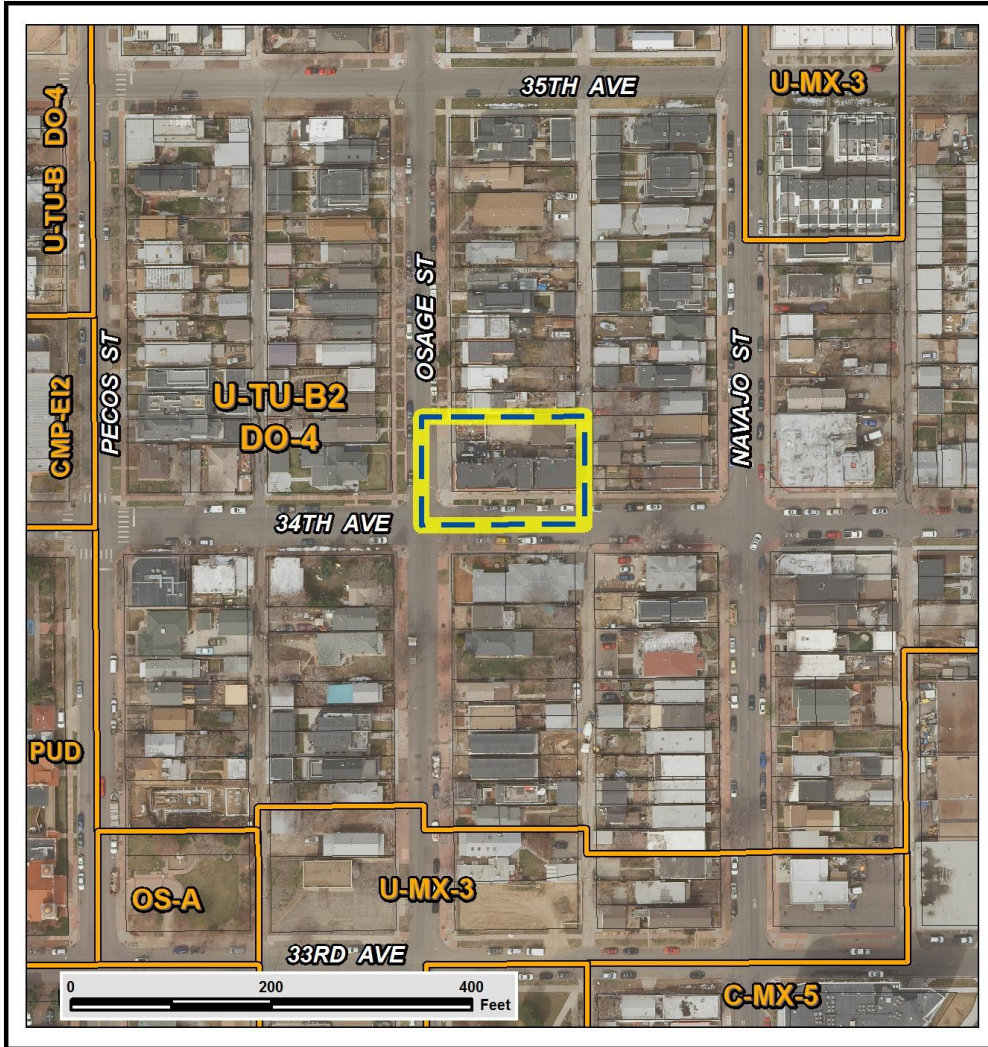 35TH AVE
U-MX-3
U-TU-B DO-4
OSAGE ST
PECOS ST
NAVAJO ST
CMP-E2
U-TU-B2
DO-4
34TH AVE
PUD
OS-A
U-MX-3
33RD AVE
0 200 400
Feet
C-MX-5